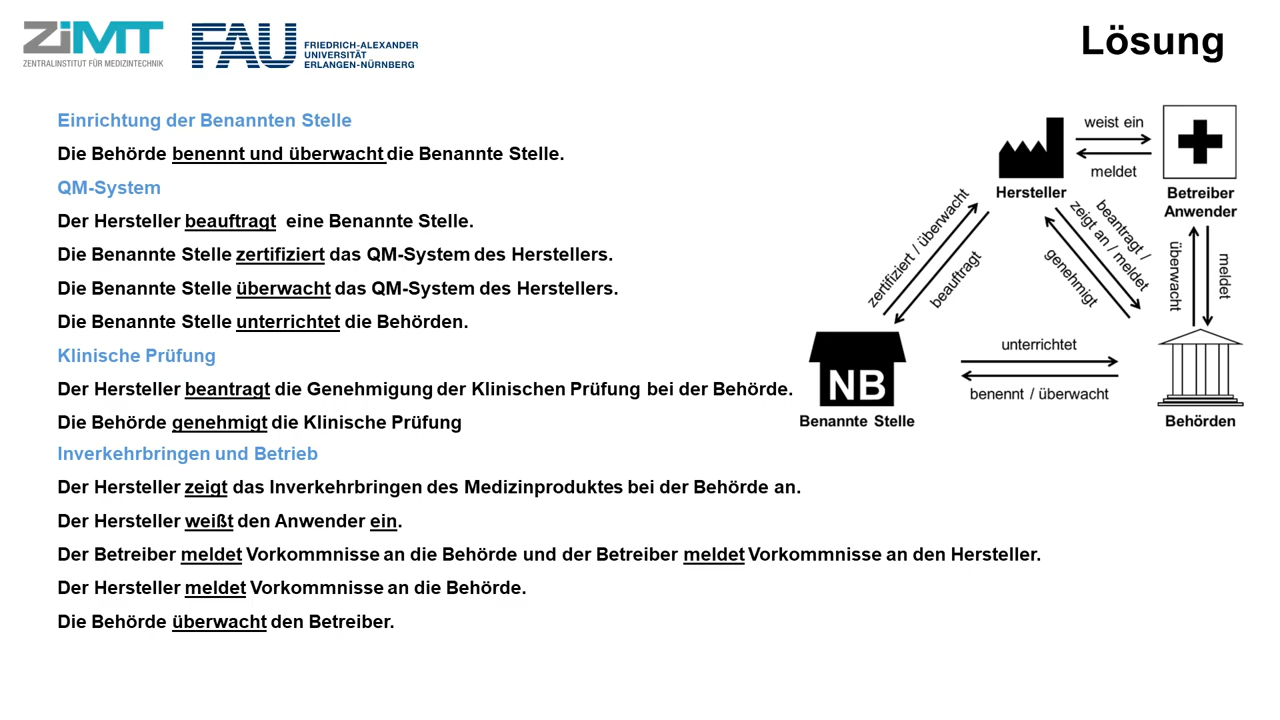 ZiMT
ZENTRALINSTITUT FÜR MEDIZINTECHNIK
FAU
FRIEDRICH-ALEXANDER
UNIVERSITÄT
ERLANGEN-NÜRNBERG
Lösung
Einrichtung der Benannten Stelle
Die Behörde benennt und überwacht die Benannte Stelle.
QM-System
Der Hersteller beauftragt eine Benannte Stelle.
Die Benannte Stelle zertifiziert das QM-System des Herstellers.
Die Benannte Stelle überwacht das QM-System des Herstellers.
Die Benannte Stelle unterrichtet die Behörden.
Klinische Prüfung
Der Hersteller beantragt die Genehmigung der Klinischen Prüfung bei der Behörde.
Die Behörde genehmigt die Klinische Prüfung
Inverkehrbringen und Betrieb
Der Hersteller zeigt das Inverkehrbringen des Medizinproduktes bei der Behörde an.
Der Hersteller weißt den Anwender ein.
Der Betreiber meldet Vorkommnisse an die Behörde und der Betreiber meldet Vorkommnisse an den Hersteller.
Der Hersteller meldet Vorkommnisse an die Behörde.
Die Behörde überwacht den Betreiber.
weist ein
meldet
Hersteller
Betreiber
Anwender
zertifiziert / überwacht
beauftragt
beantragt /
zeigt an / meldet
genehmigt
überwacht
meldet
unterrichtet
benennt / überwacht
NB
Benannte Stelle
Behörden